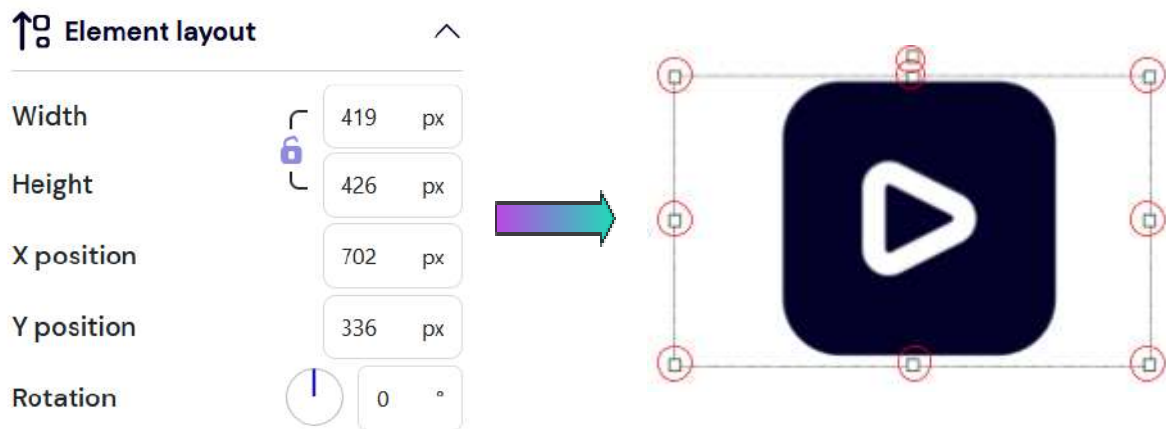 Element layout
Width 419 px
Height 426 px
X position 702 px
Y position 336 px
Rotation 0 °